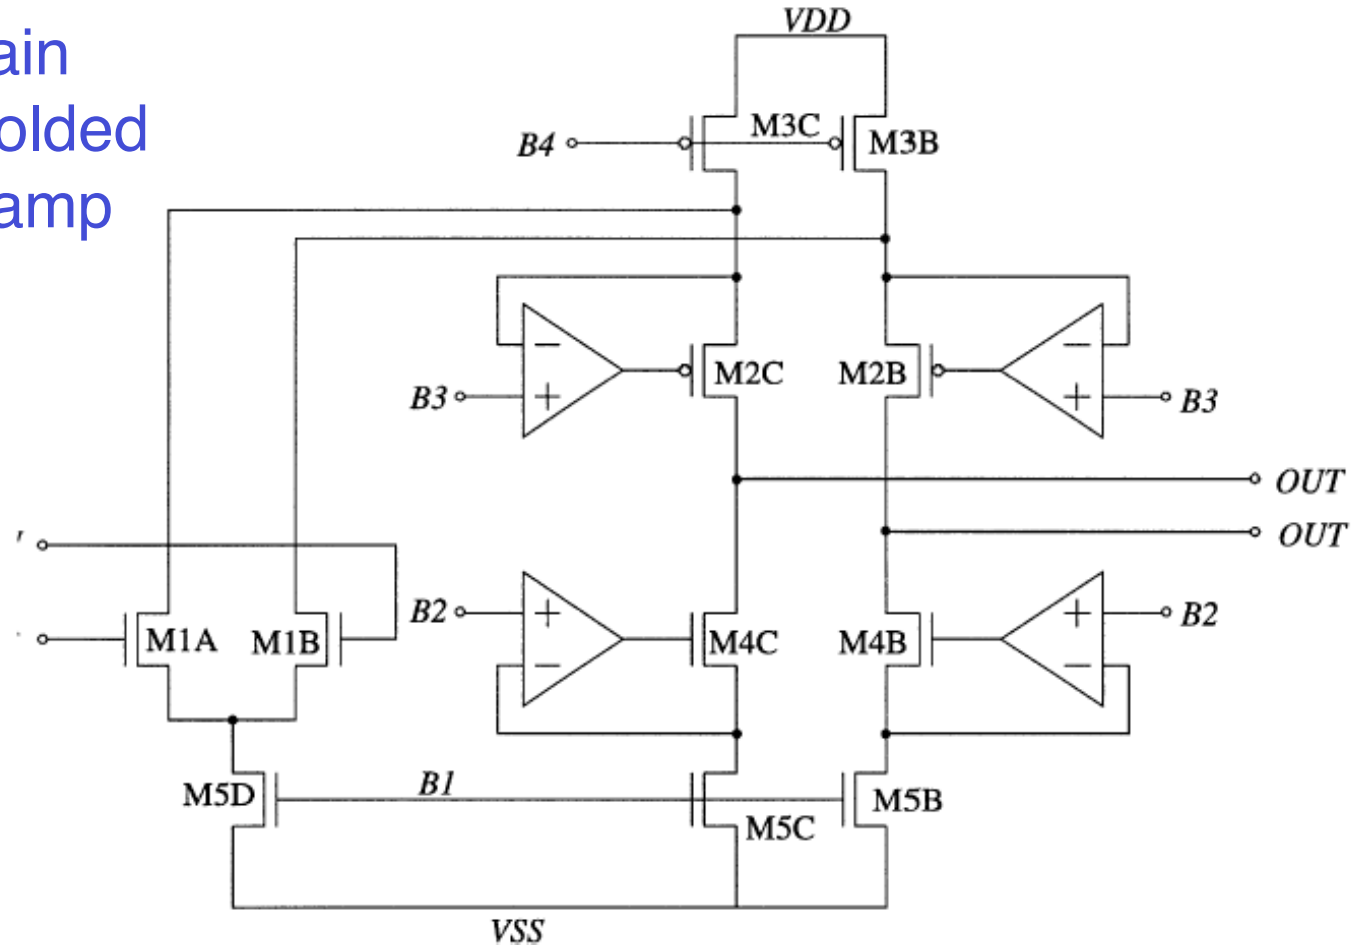 ain
olded
amp
VDD
B4
M3C
M3B
−
−
M2C
M2B
B3
+
+
B3
OUT
OUT
B2
+
+
B2
M1A
M1B
M4C
M4B
−
−
M5D
B1
M5B
M5C
VSS